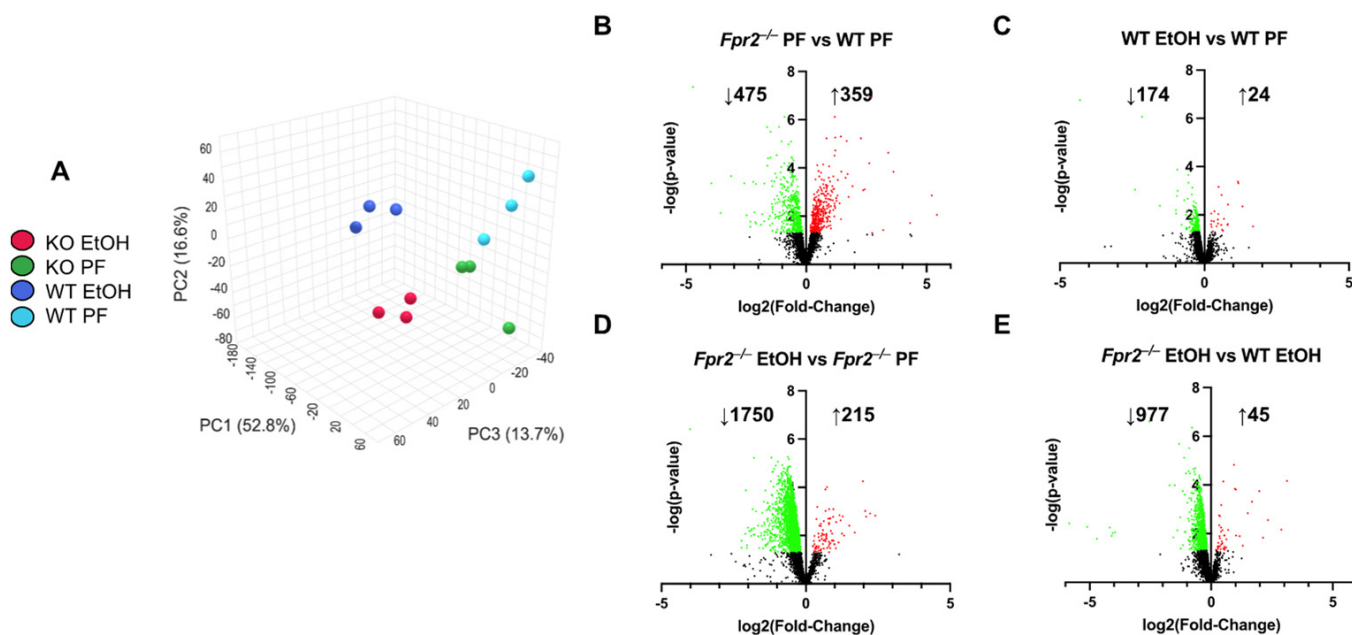 A
KO EtOH
KO PF
WT EtOH
WT PF
PC2 (16.6%)
60
40
20
0
-20
-40
-60
-80
-180
-140
-100
-60
-20
20
60
PC1 (52.8%)
60
40
20
0
-20
-40
PC3 (13.7%)
B
Fpr2–/– PF vs WT PF
↓475
↑359
8
6
4
2
-log(p-value)
-5
0
5
log2(Fold-Change)
C
WT EtOH vs WT PF
↓174
↑24
8
6
4
2
-log(p-value)
-5
0
5
log2(Fold-Change)
D
Fpr2–/– EtOH vs Fpr2–/– PF
↓1750
↑215
8
6
4
2
-log(p-value)
-5
0
5
log2(Fold-Change)
E
Fpr2–/– EtOH vs WT EtOH
↓977
↑45
8
6
4
2
-log(p-value)
-5
0
5
log2(Fold-Change)